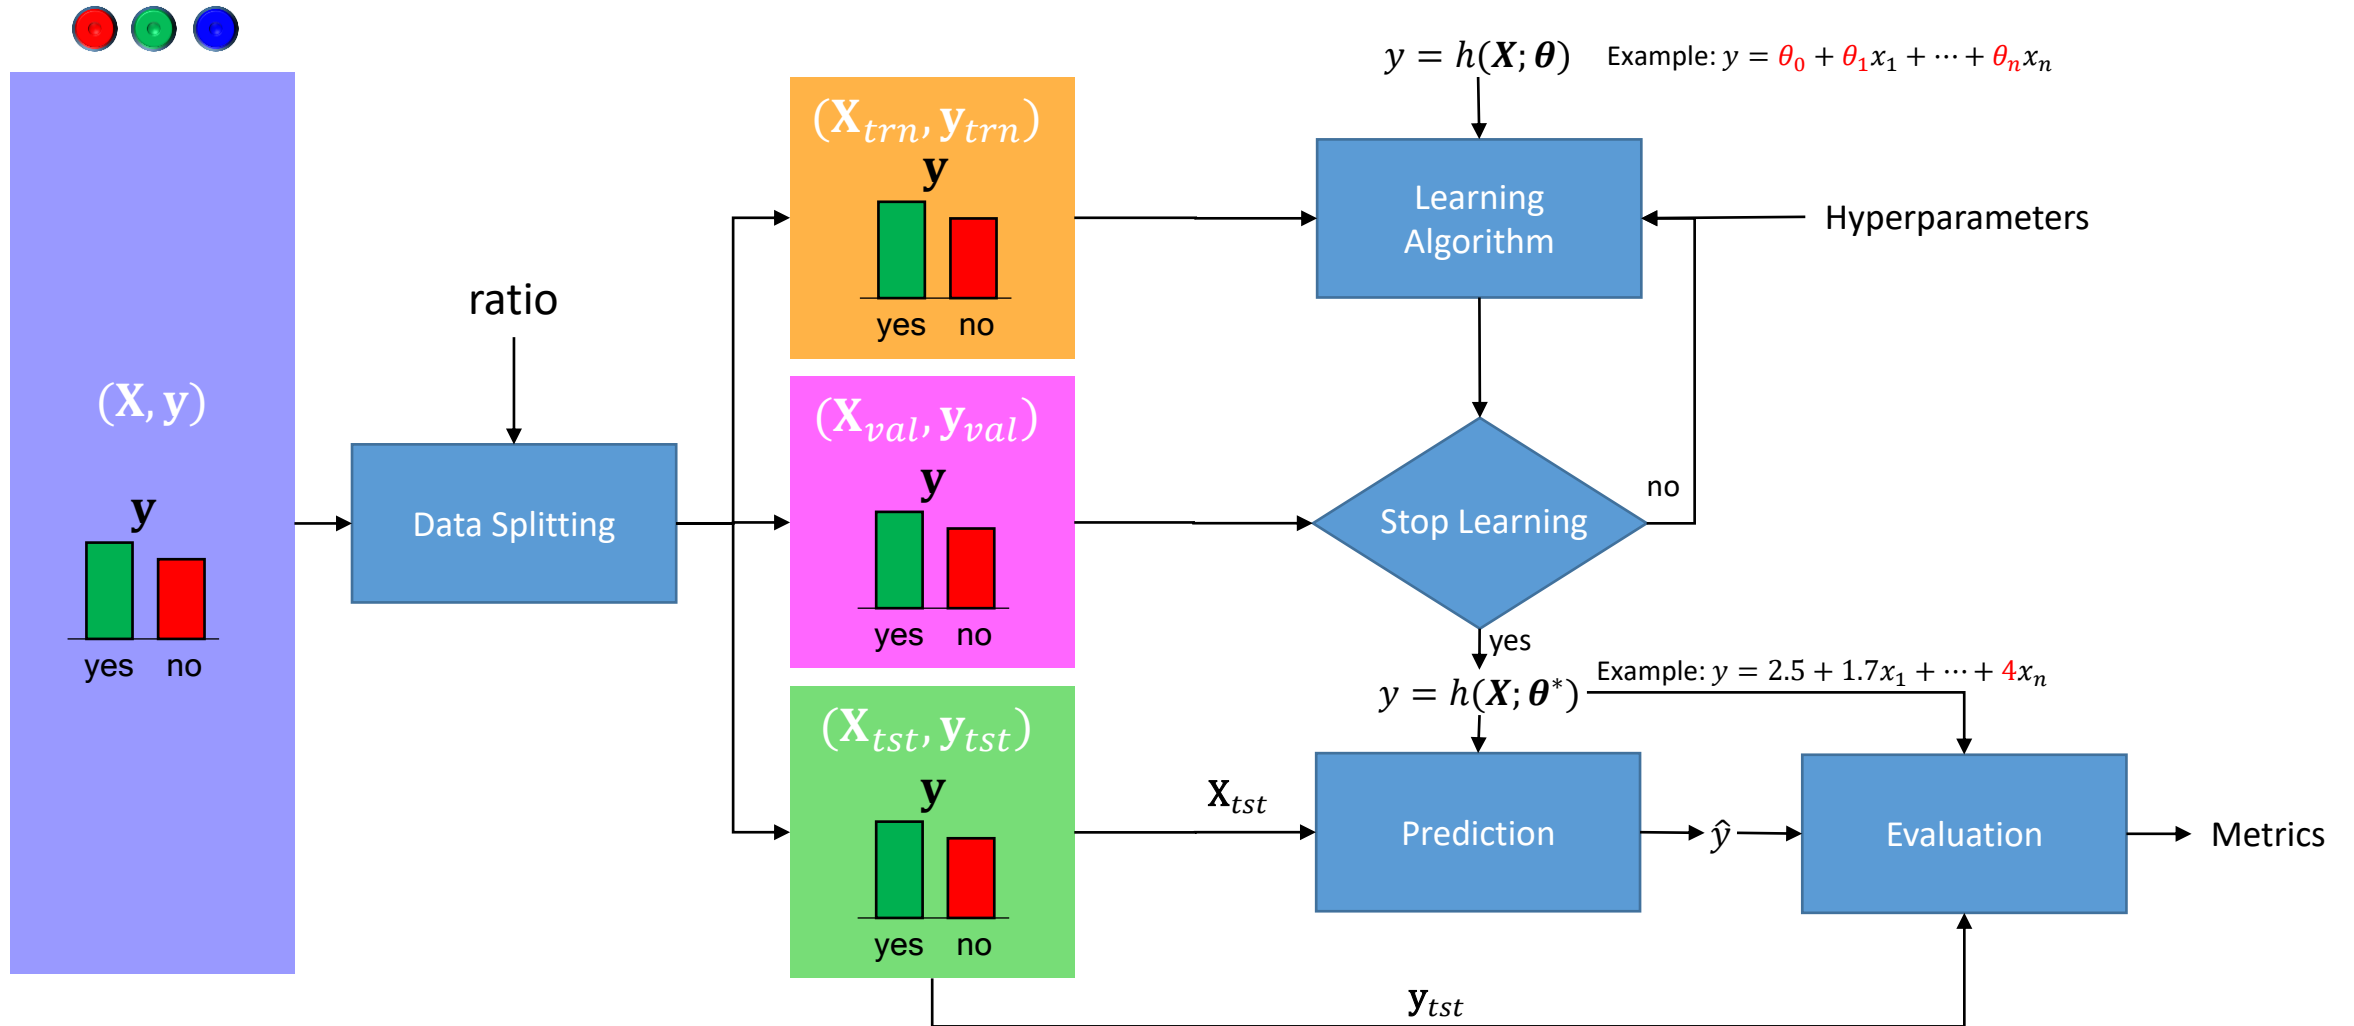 (X, y)
y
yes no
ratio
Data Splitting
(X_trn, y_trn)
y
yes no
(X_val, y_val)
y
yes no
(X_tst, y_tst)
y
yes no
y = h(X; θ) Example: y = θ_0 + θ_1x_1 + ⋯ + θ_nx_n
Learning
Algorithm
Hyperparameters
Stop Learning
no
yes
y = h(X; θ*) Example: y = 2.5 + 1.7x_1 + ⋯ + 4x_n
X_tst
Prediction
ŷ
Evaluation
Metrics
y_tst